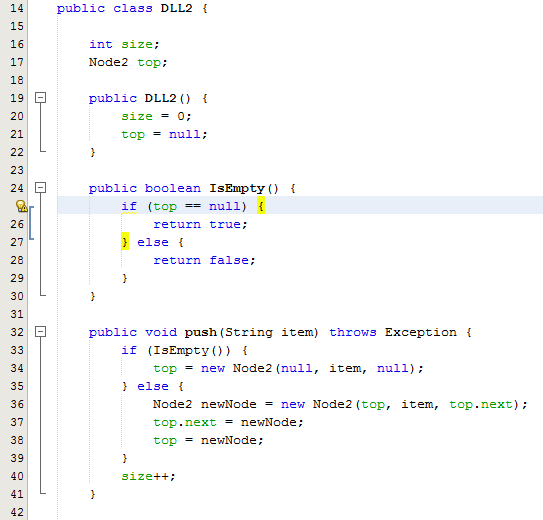 14 public class DLL2 {
15
16     int size;
17     Node2 top;
18
19     public DLL2() {
20         size = 0;
21         top = null;
22     }
23
24     public boolean IsEmpty() {
        if (top == null) {
26             return true;
27         } else {
28             return false;
29         }
30     }
31
32     public void push(String item) throws Exception {
33         if (IsEmpty()) {
34             top = new Node2(null, item, null);
35         } else {
36             Node2 newNode = new Node2(top, item, top.next);
37             top.next = newNode;
38             top = newNode;
39         }
40         size++;
41     }
42